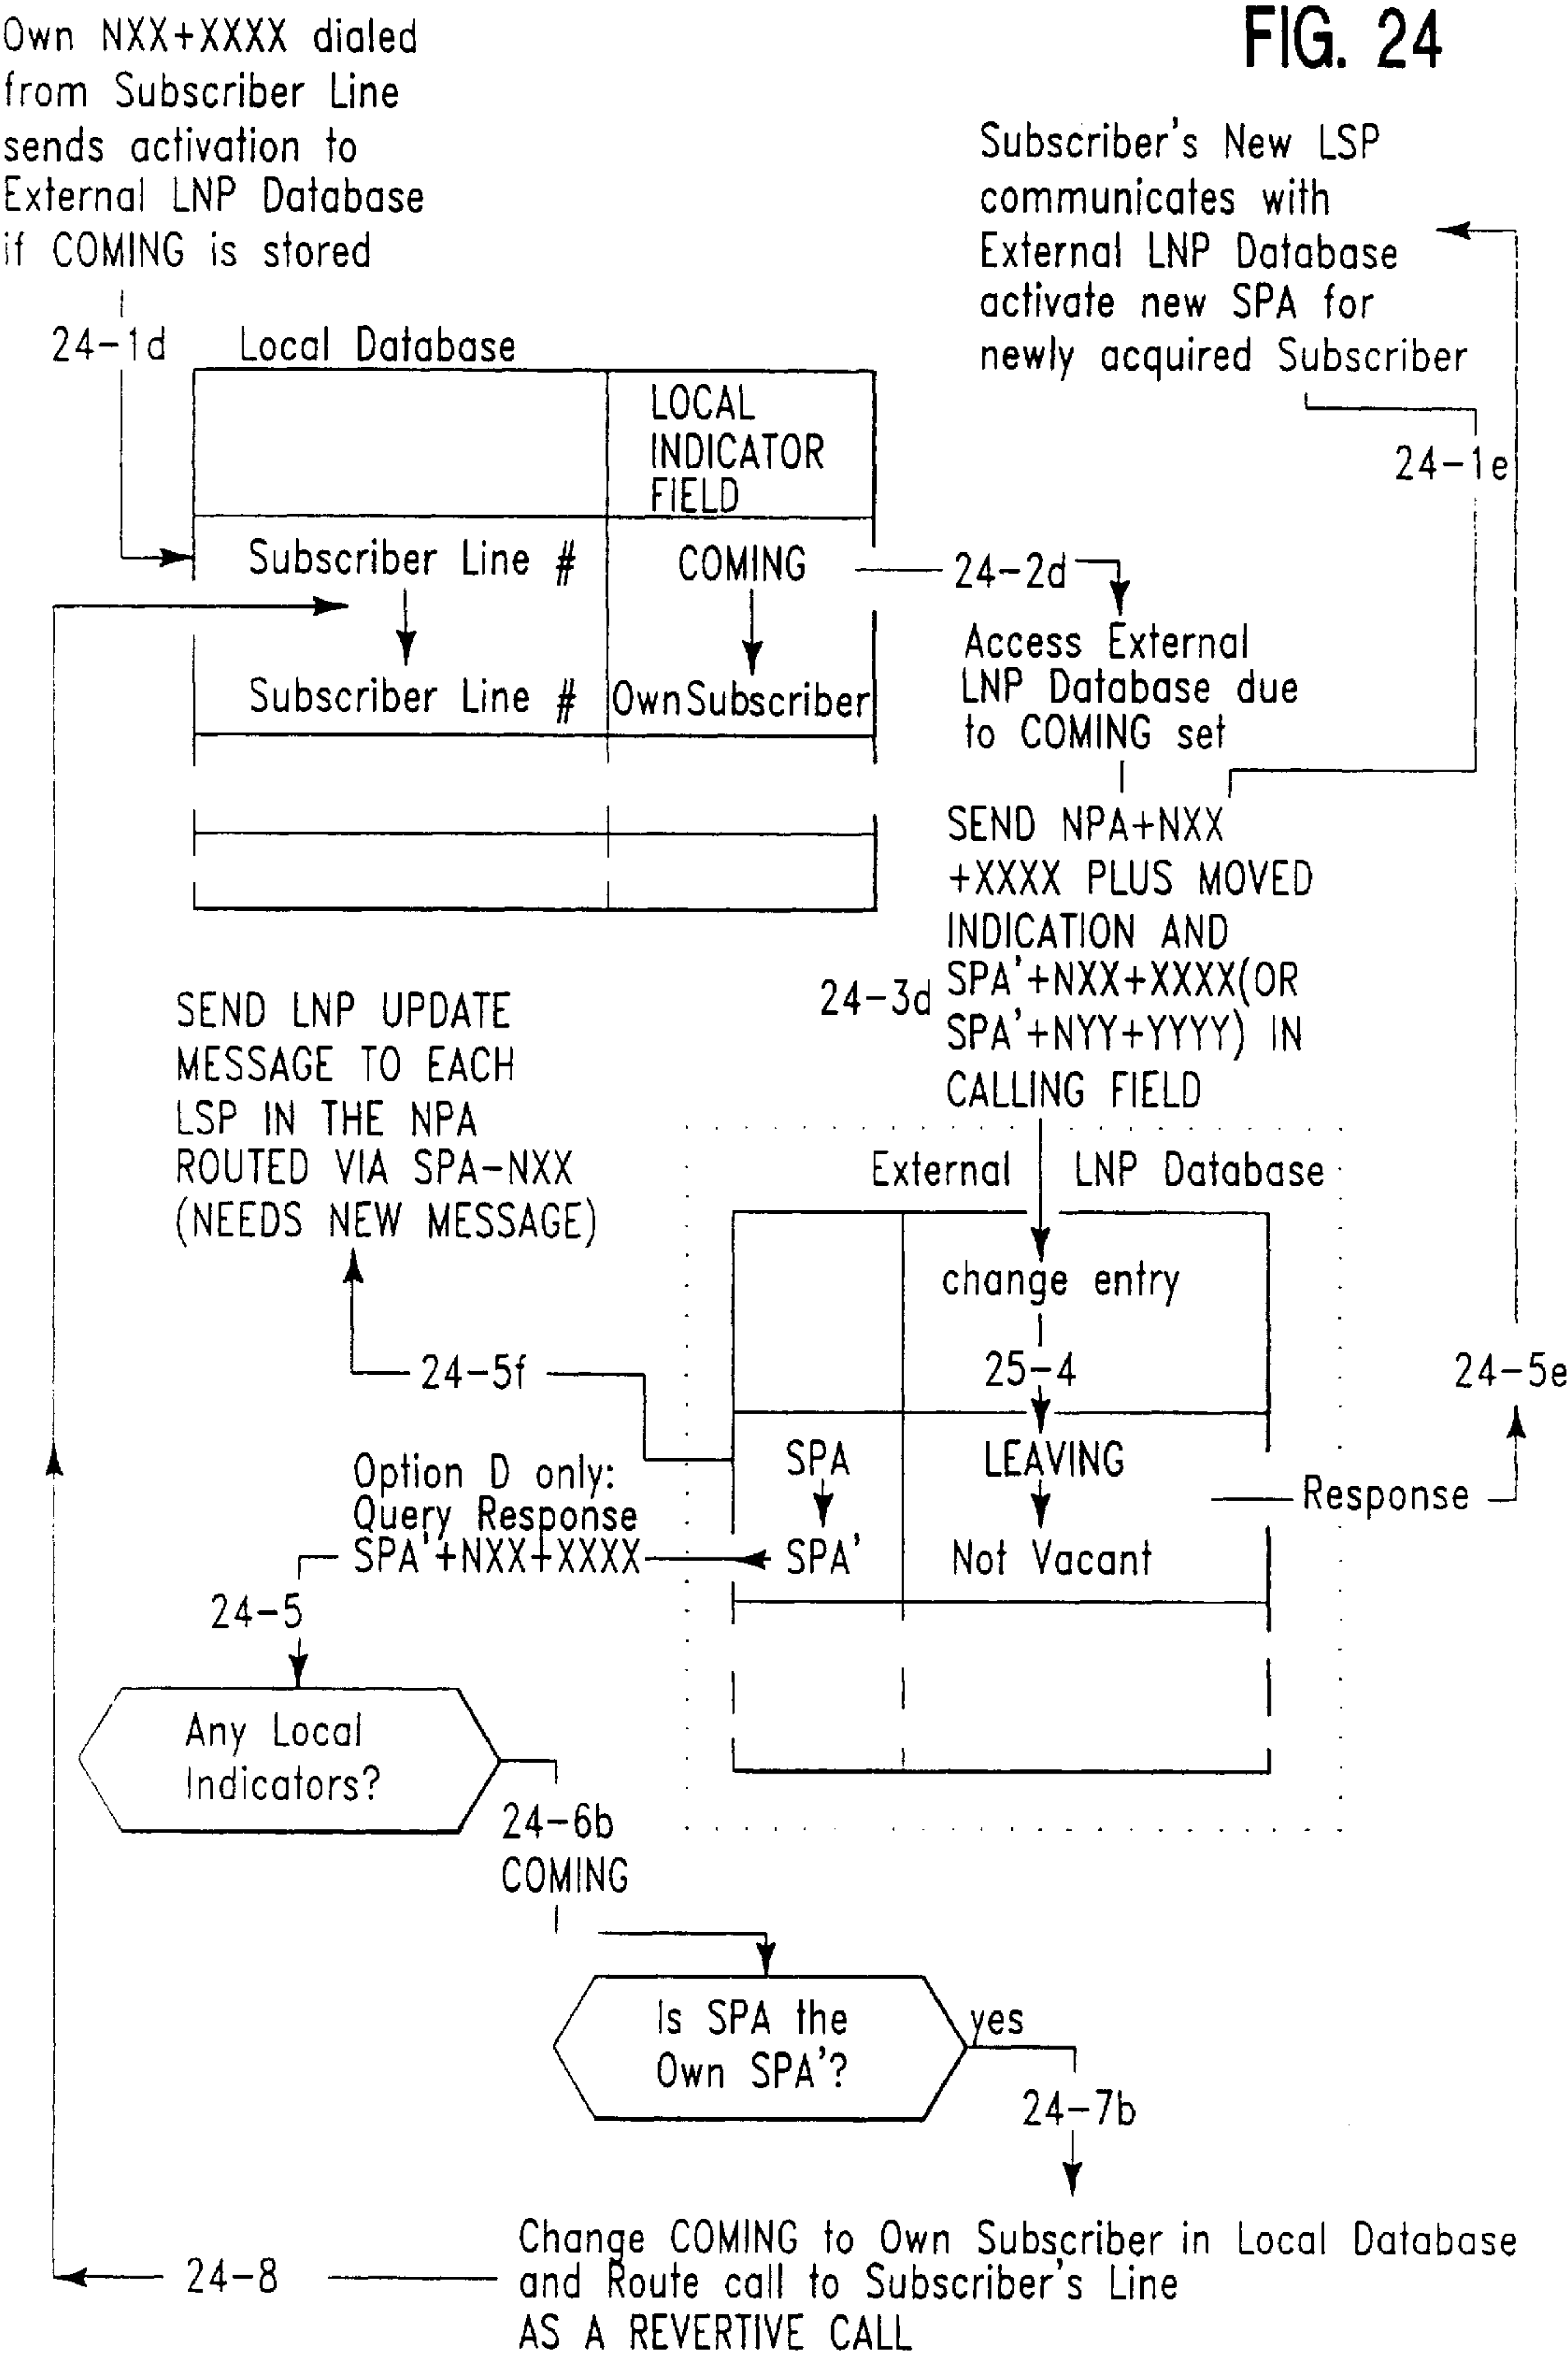 FIG. 24
Own NXX+XXXX dialed
from Subscriber Line
sends activation to
External LNP Database
if COMING is stored
Subscriber's New LSP
communicates with
External LNP Database
activate new SPA for
newly acquired Subscriber
24-1d
24-1e
Local Database
LOCAL
INDICATOR
FIELD
Subscriber Line #
COMING
24-2d
Subscriber Line #
Own Subscriber
Access External
LNP Database due
to COMING set
SEND NPA+NXX
+XXXX PLUS MOVED
INDICATION AND
SPA'+NXX+XXXX(OR
SPA'+NYY+YYYY) IN
CALLING FIELD
24-3d
SEND LNP UPDATE
MESSAGE TO EACH
LSP IN THE NPA
ROUTED VIA SPA-NXX
(NEEDS NEW MESSAGE)
External LNP Database
change entry
25-4
24-5f
24-5e
SPA
LEAVING
Response
Option D only:
Query Response
SPA'+NXX+XXXX
SPA'
Not Vacant
24-5
Any Local
Indicators?
24-6b
COMING
Is SPA the
Own SPA'?
yes
24-7b
Change COMING to Own Subscriber in Local Database
and Route call to Subscriber's Line
AS A REVERTIVE CALL
24-8